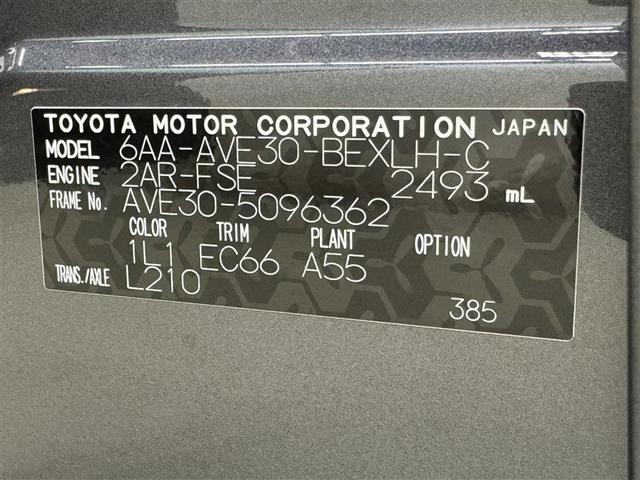 TOYOTA MOTOR CORPORATION JAPAN
MODEL 6AA-AVE30-BEXLH-C
ENGINE 2AR-FSE 2493 mL
FRAME No. AVE30-5096362
COLOR TRIM PLANT OPTION
1L1 EC66 A55
TRANS./AXLE L210
385